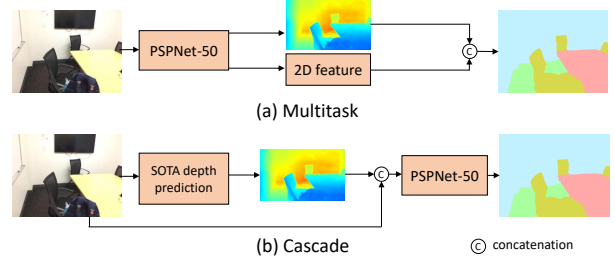 PSPNet-50
2D feature
C
(a) Multitask
SOTA depth
prediction
C
PSPNet-50
(b) Cascade
C concatenation